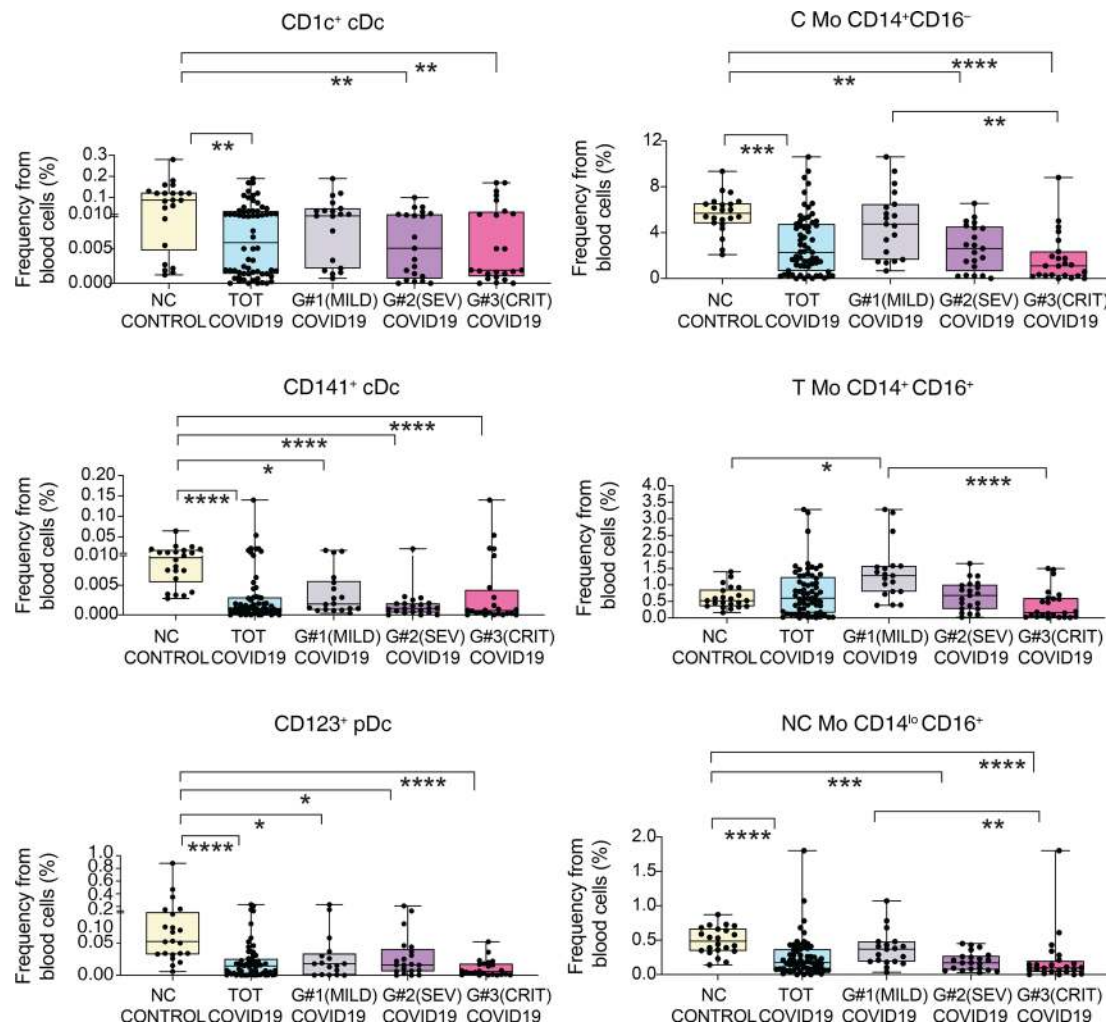 CD1c⁺ cDc
**
**
**
Frequency from
blood cells (%)
0.3
0.1
0.010
0.005
0.000
NC TOT G#1(MILD) G#2(SEV) G#3(CRIT)
CONTROL COVID19 COVID19 COVID19 COVID19
C Mo CD14⁺CD16⁻
****
**
**
***
Frequency from
blood cells (%)
12
8
4
0
NC TOT G#1(MILD) G#2(SEV) G#3(CRIT)
CONTROL COVID19 COVID19 COVID19 COVID19
CD141⁺ cDc
****
****
*
****
Frequency from
blood cells (%)
0.20
0.15
0.10
0.05
0.010
0.005
0.000
NC TOT G#1(MILD) G#2(SEV) G#3(CRIT)
CONTROL COVID19 COVID19 COVID19 COVID19
T Mo CD14⁺ CD16⁺
*
****
Frequency from
blood cells (%)
4.0
3.5
3.0
2.5
2.0
1.5
1.0
0.5
0.0
NC TOT G#1(MILD) G#2(SEV) G#3(CRIT)
CONTROL COVID19 COVID19 COVID19 COVID19
CD123⁺ pDc
****
*
*
****
Frequency from
blood cells (%)
1.0
0.8
0.6
0.4
0.2
0.10
0.05
0.00
NC TOT G#1(MILD) G#2(SEV) G#3(CRIT)
CONTROL COVID19 COVID19 COVID19 COVID19
NC Mo CD14ˡᵒ CD16⁺
****
***
**
****
Frequency from
blood cells (%)
2.0
1.5
1.0
0.5
0.0
NC TOT G#1(MILD) G#2(SEV) G#3(CRIT)
CONTROL COVID19 COVID19 COVID19 COVID19